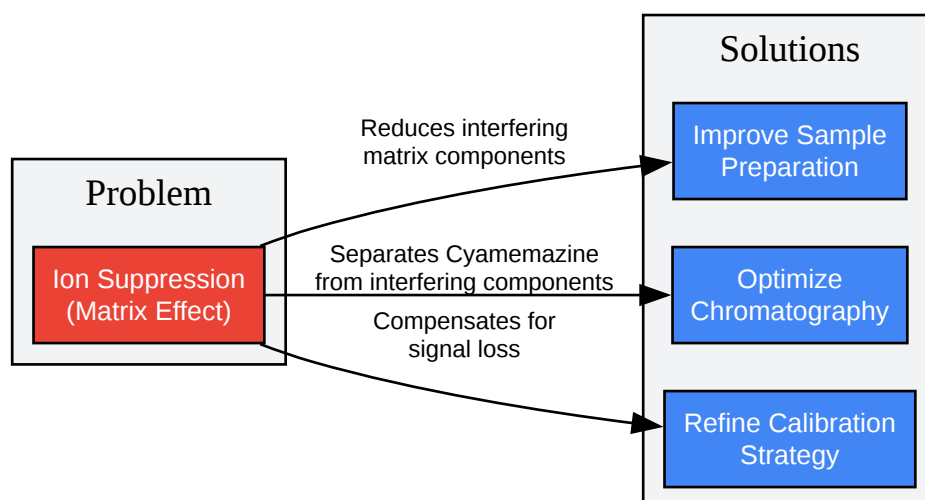 Problem
Ion Suppression
(Matrix Effect)
Reduces interfering
matrix components
Separates Cyamemazine
from interfering components
Compensates for
signal loss
Solutions
Improve Sample
Preparation
Optimize
Chromatography
Refine Calibration
Strategy